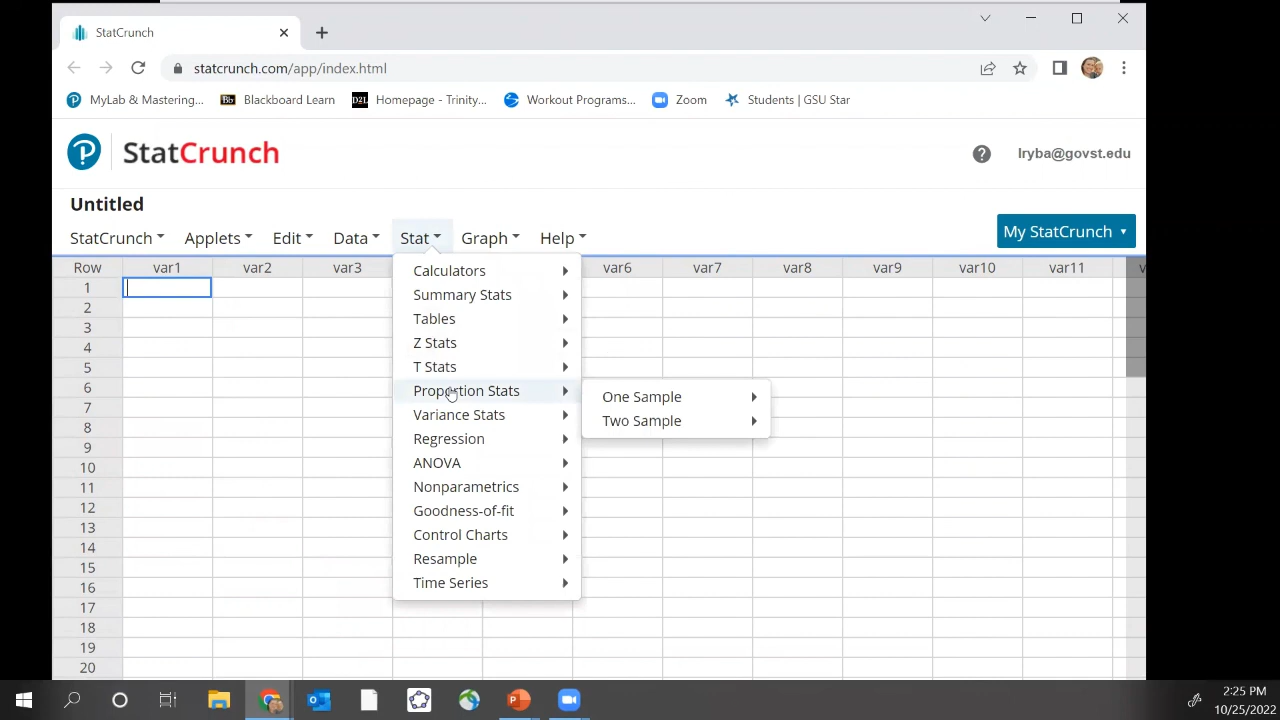 StatCrunch
statcrunch.com/app/index.html
MyLab & Mastering... Bb Blackboard Learn D2L Homepage - Trinity... Workout Programs... Zoom Students | GSU Star
P StatCrunch ? lryba@govst.edu
Untitled
StatCrunch Applets Edit Data Stat Graph Help My StatCrunch
Row var1 var2 var3 var6 var7 var8 var9 var10 var11
Calculators
Summary Stats
Tables
Z Stats
T Stats
Proportion Stats
Variance Stats
Regression
ANOVA
Nonparametrics
Goodness-of-fit
Control Charts
Resample
Time Series
One Sample
Two Sample
1
2
3
4
5
6
7
8
9
10
11
12
13
14
15
16
17
18
19
20
2:25 PM
10/25/2022